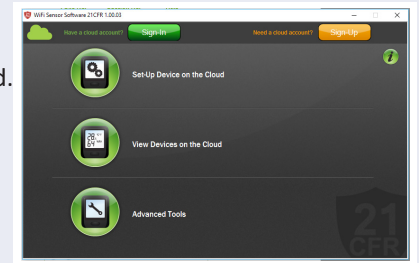 WiFi Sensor Software 21CFR 1.00.03
Have a cloud account? Sign-In Need a cloud account? Sign-Up
d.
Set-Up Device on the Cloud
View Devices on the Cloud
Advanced Tools
21
CFR